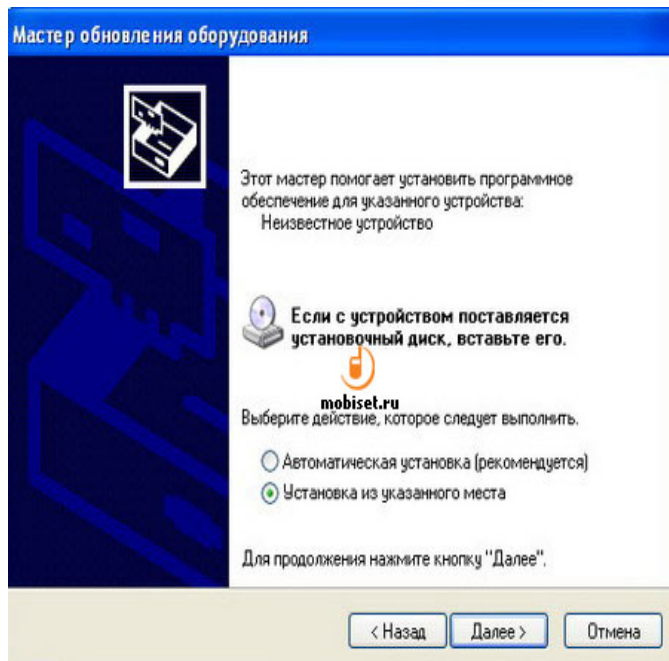 Мастер обновления оборудования
Этот мастер помогает установить программное
обеспечение для указанного устройства:
Неизвестное устройство
Если с устройством поставляется
установочный диск, вставьте его.
mobiset.ru
Выберите действие, которое следует выполнить.
Автоматическая установка (рекомендуется)
Установка из указанного места
Для продолжения нажмите кнопку "Далее".
< Назад Далее > Отмена